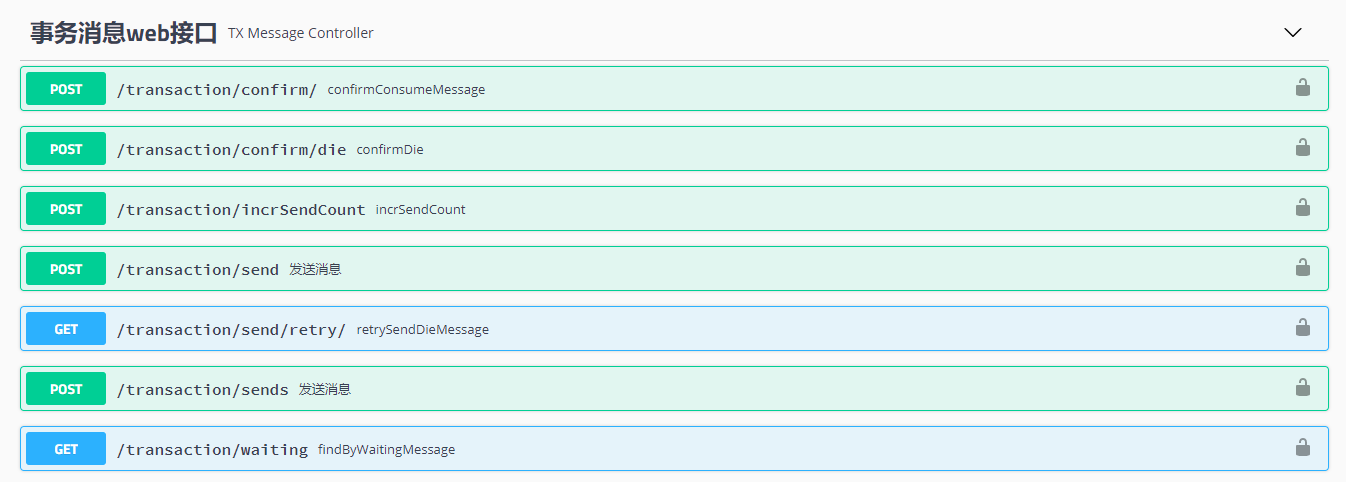 事务消息web接口 TX Message Controller
POST /transaction/confirm/ confirmConsumeMessage
POST /transaction/confirm/die confirmDie
POST /transaction/incrSendCount incrSendCount
POST /transaction/send 发送消息
GET /transaction/send/retry/ retrySendDieMessage
POST /transaction/sends 发送消息
GET /transaction/waiting findByWaitingMessage